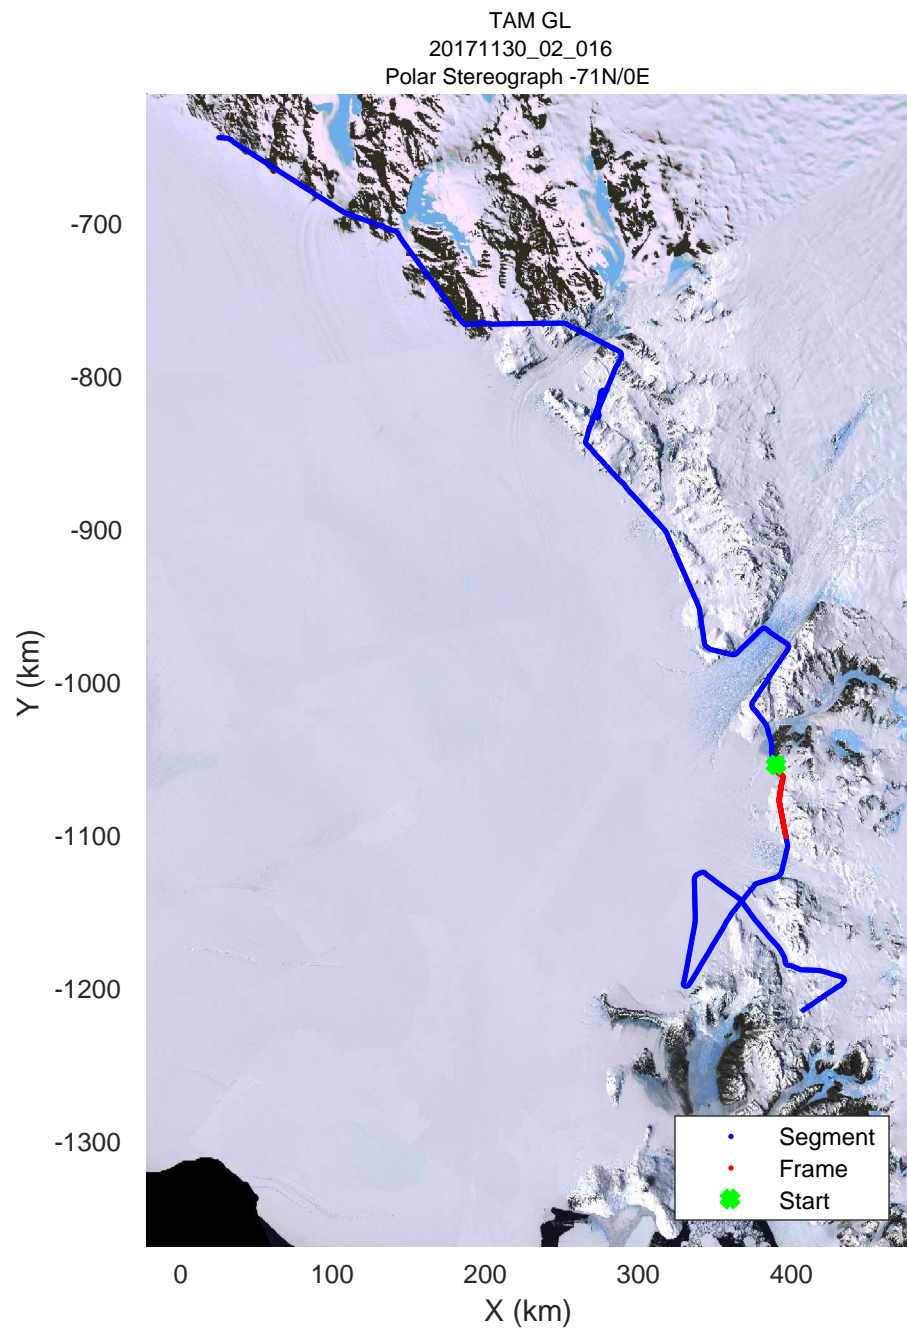 TAM GL
20171130_02_016
Polar Stereograph -71N/0E
-700
-800
-900
-1000
-1100
-1200
-1300
Y (km)
0 100 200 300 400
X (km)
Segment
Frame
Start